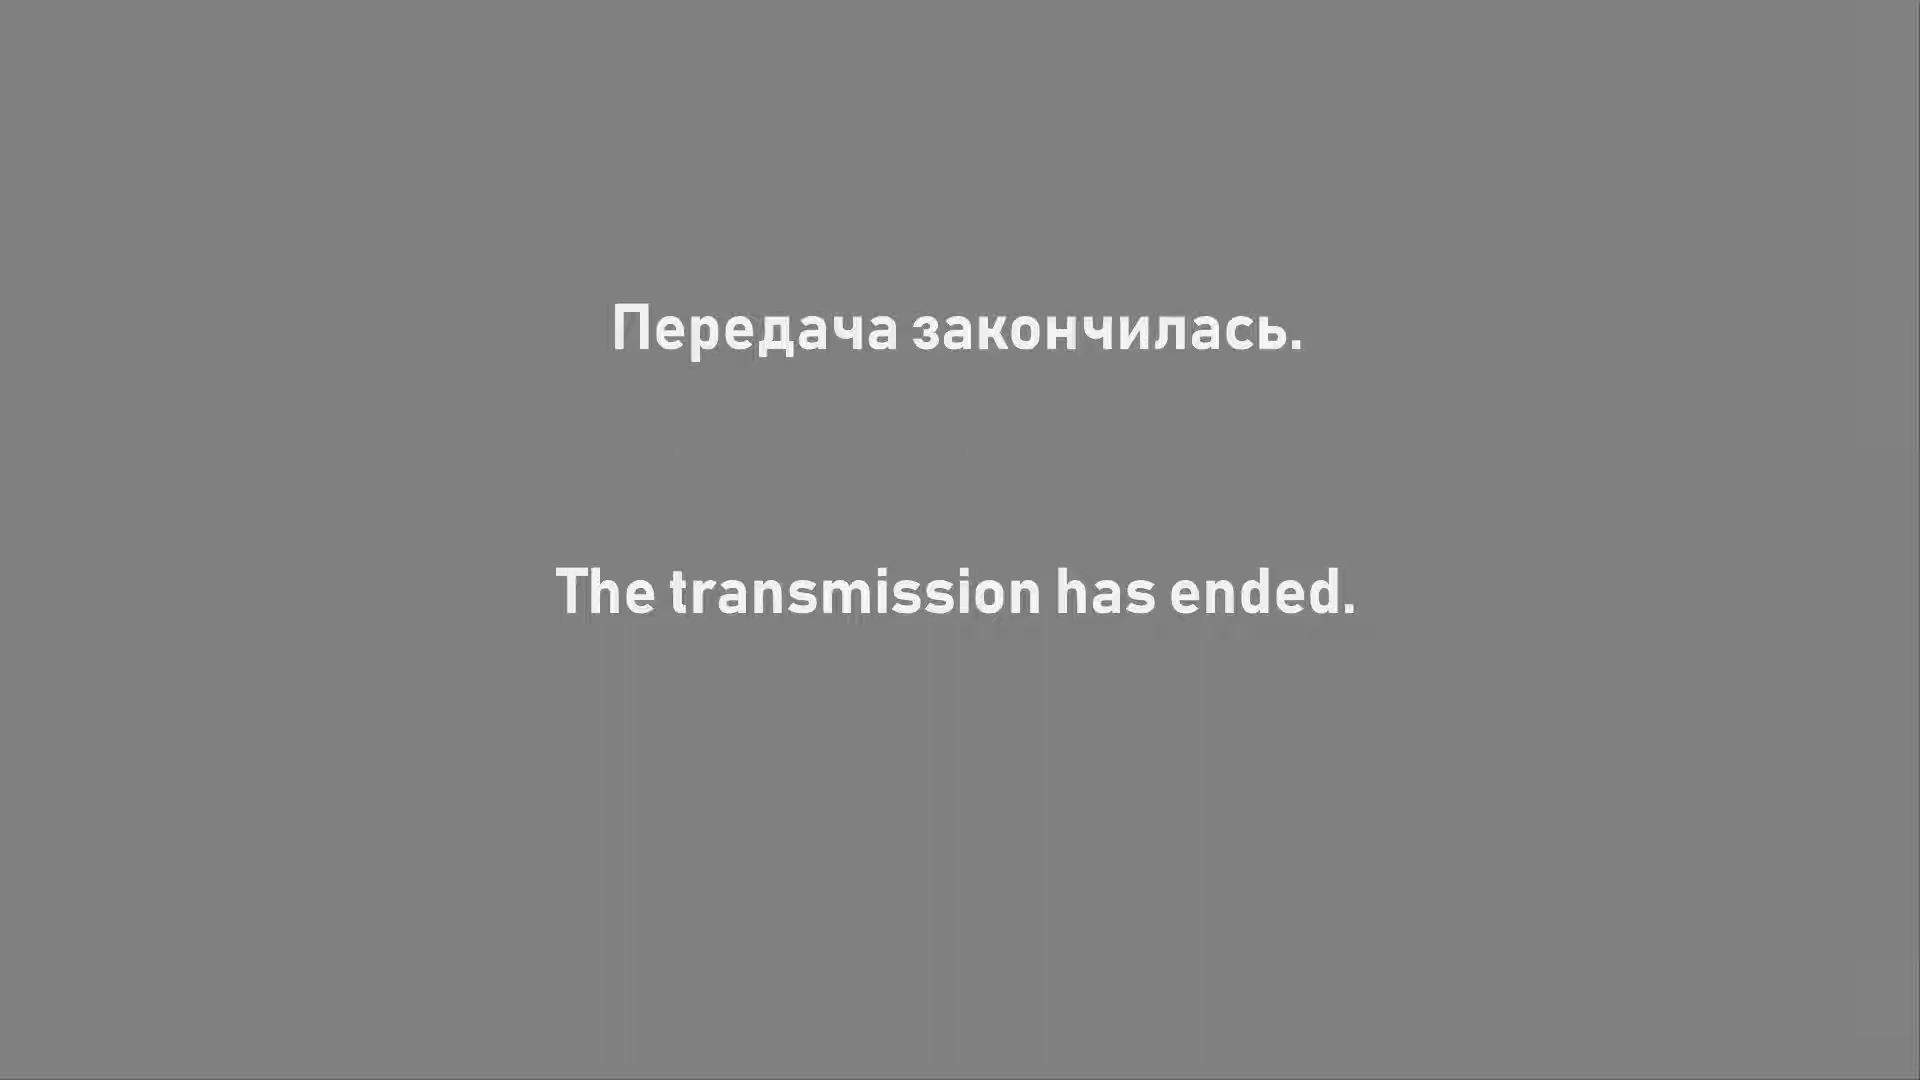 Передача закончилась.
The transmission has ended.